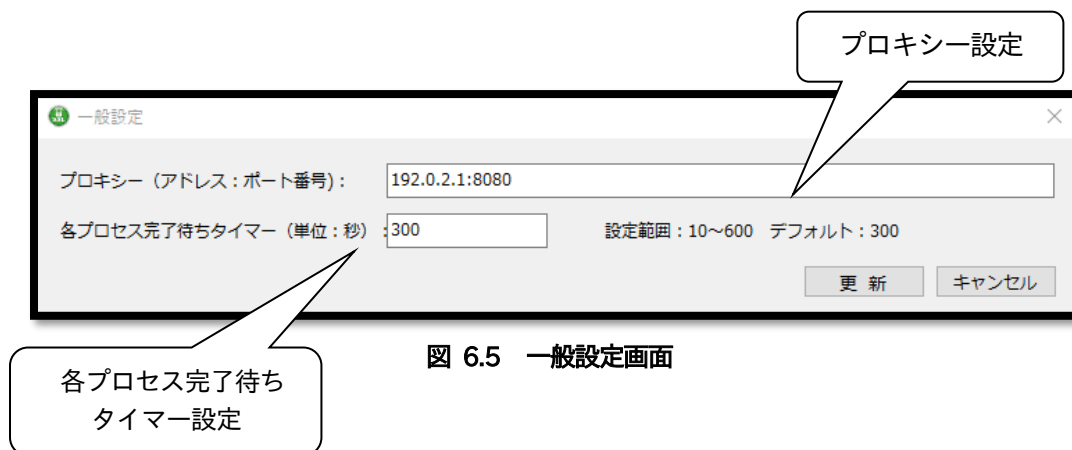 プロキシー設定
一般設定
プロキシー（アドレス：ポート番号）：
192.0.2.1:8080
各プロセス完了待ちタイマー（単位：秒）：
300
設定範囲：10～600　デフォルト：300
更 新
キャンセル
図 6.5　一般設定画面
各プロセス完了待ち
タイマー設定